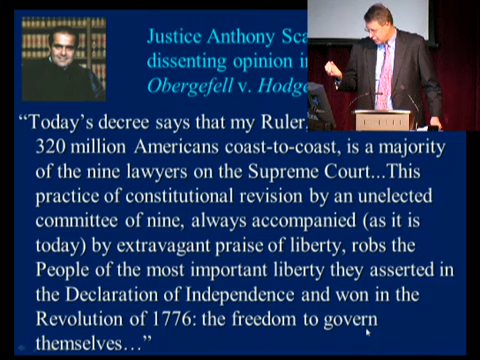 Justice Anthony Sca
dissenting opinion in
Obergefell v. Hodge
“Today’s decree says that my Ruler,
320 million Americans coast-to-coast, is a majority
of the nine lawyers on the Supreme Court...This
practice of constitutional revision by an unelected
committee of nine, always accompanied (as it is
today) by extravagant praise of liberty, robs the
People of the most important liberty they asserted in
the Declaration of Independence and won in the
Revolution of 1776: the freedom to govern
themselves…”